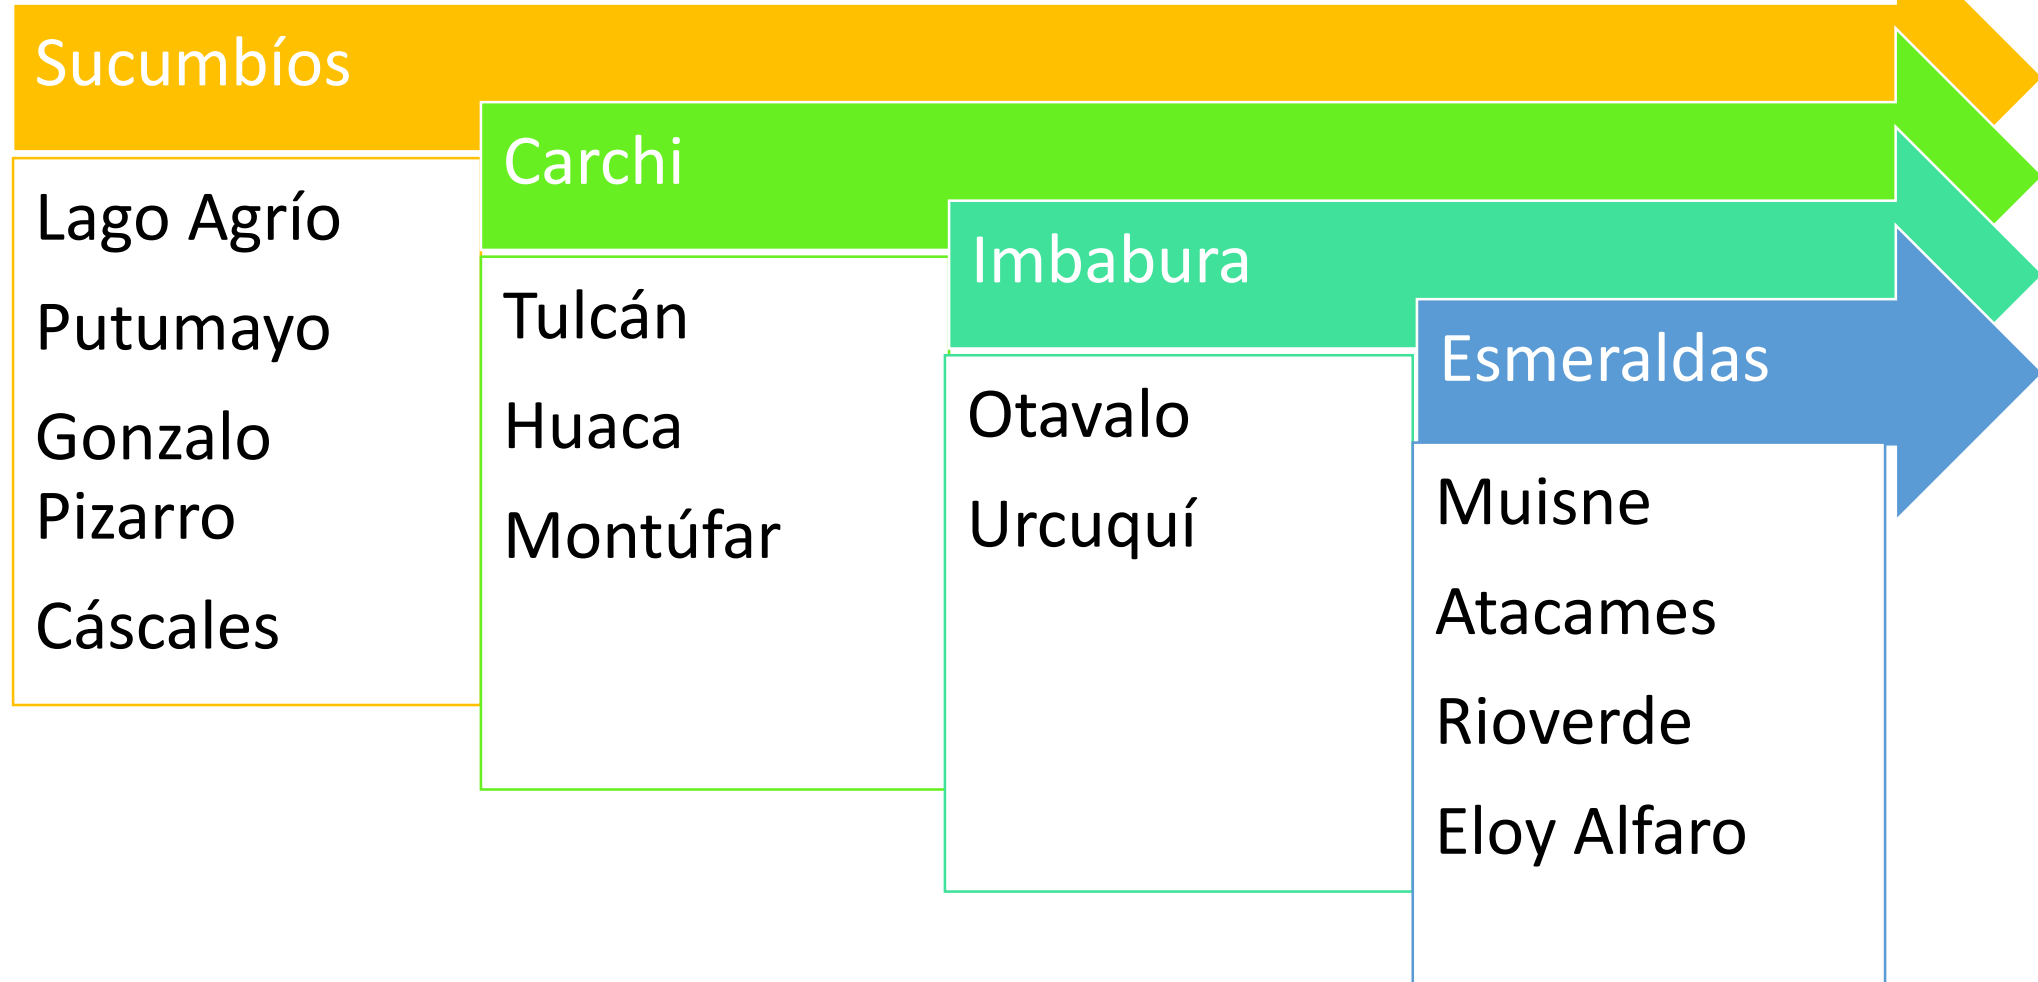 Sucumbíos
Lago Agrío
Putumayo
Gonzalo
Pizarro
Cáscales
Carchi
Tulcán
Huaca
Montúfar
Imbabura
Otavalo
Urcuquí
Esmeraldas
Muisne
Atacames
Rioverde
Eloy Alfaro